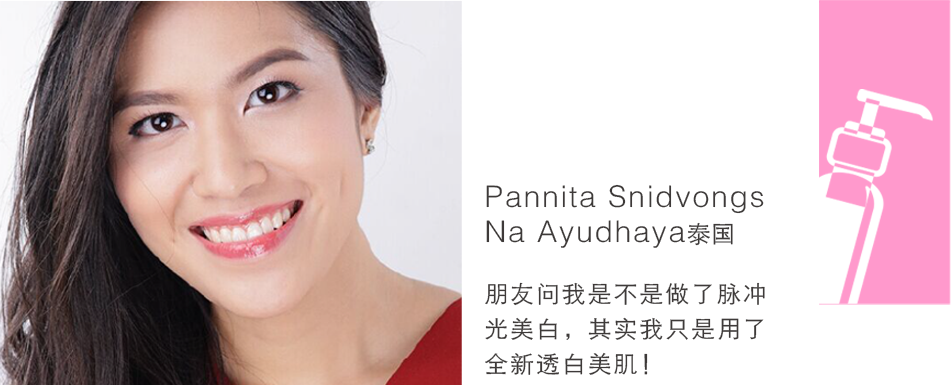 Pannita Snidvongs
Na Ayudhaya泰国
朋友问我是不是做了脉冲
光美白，其实我只是用了
全新透白美肌！